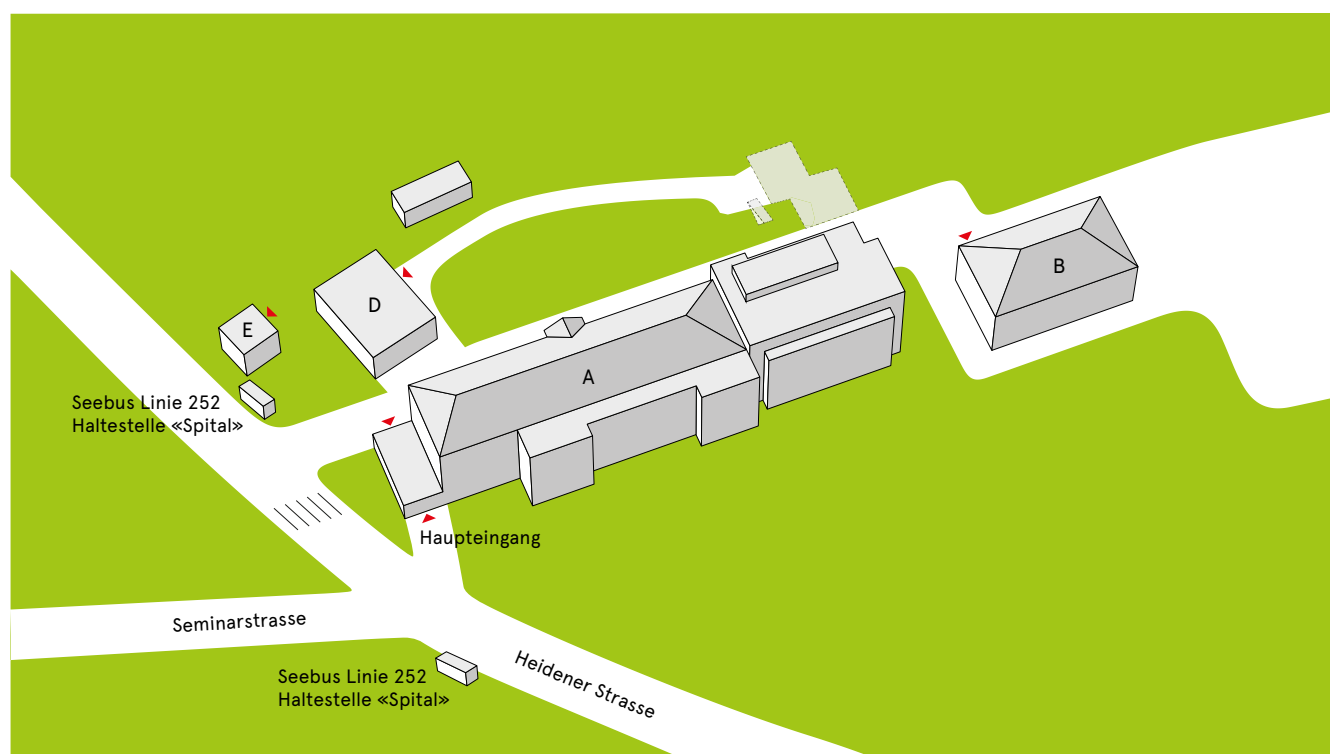 B
D
E
A
Seebus Linie 252
Haltestelle «Spital»
Haupteingang
Seminarstrasse
Heidener Strasse
Seebus Linie 252
Haltestelle «Spital»